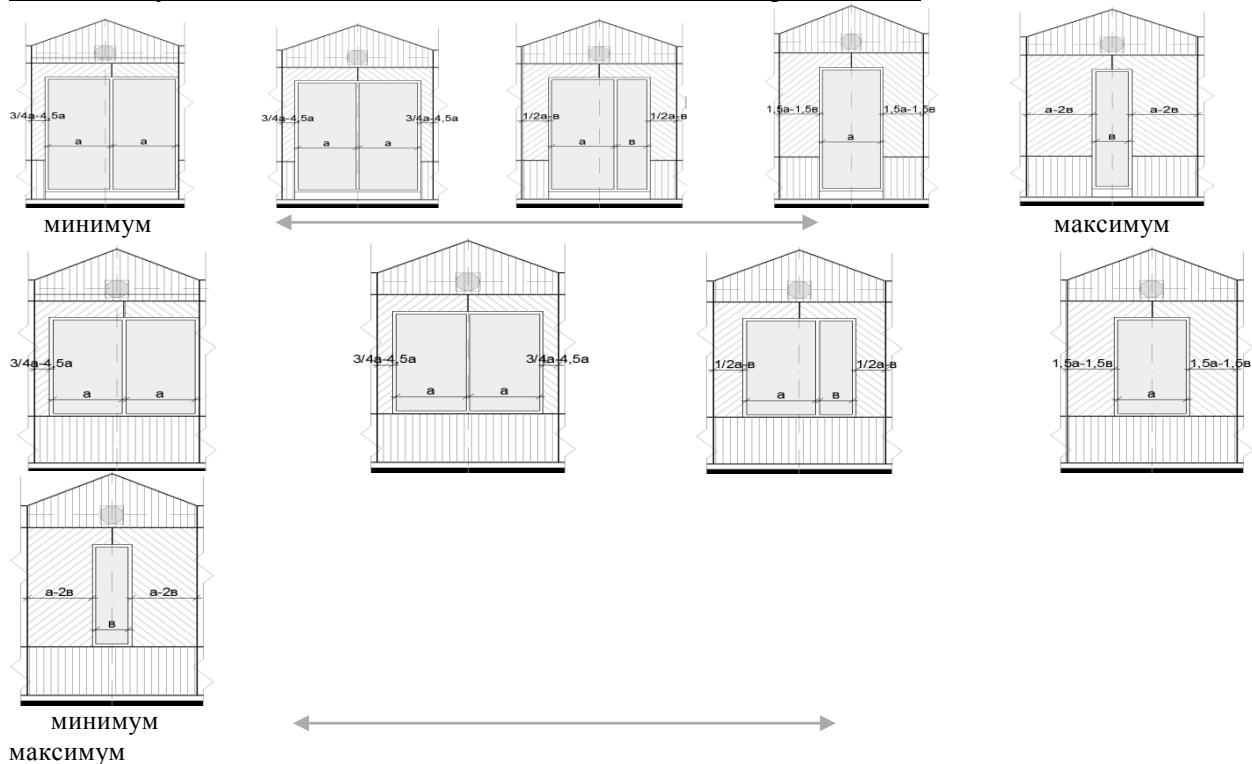 3/4а-4,5а а а 3/4а-4,5а 3/4а-4,5а а а 1/2а-в 1/2а-в а в 1,5а-1,5в 1,5а-1,5в а а-2в а-2в в
минимум максимум
3/4а-4,5а а а 3/4а-4,5а 3/4а-4,5а а а 1/2а-в 1/2а-в а в 1,5а-1,5в 1,5а-1,5в а
а-2в а-2в
в
минимум
максимум